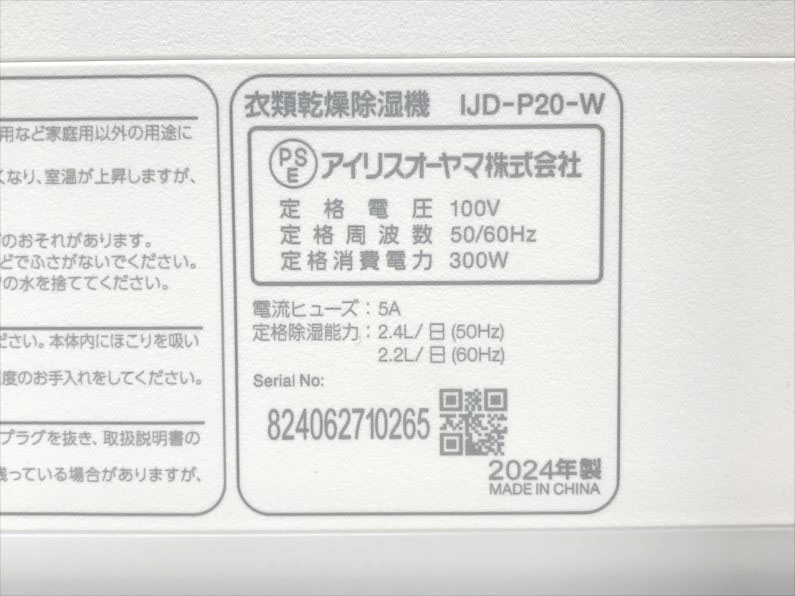 用など家庭用以外の用途に
くなり、室温が上昇しますが、
のおそれがあります。
どでふさがないでください。
の水を捨ててください。
ださい。本体内にほこりを吸い
度のお手入れをしてください。
プラグを抜き、取扱説明書の
残っている場合がありますが、
衣類乾燥除湿機 IJD-P20-W
PSE アイリスオーヤマ株式会社
定格電圧 100V
定格周波数 50/60Hz
定格消費電力 300W
電流ヒューズ：5A
定格除湿能力：2.4L/日(50Hz)
2.2L/日(60Hz)
Serial No:
824062710265
2024年製
MADE IN CHINA